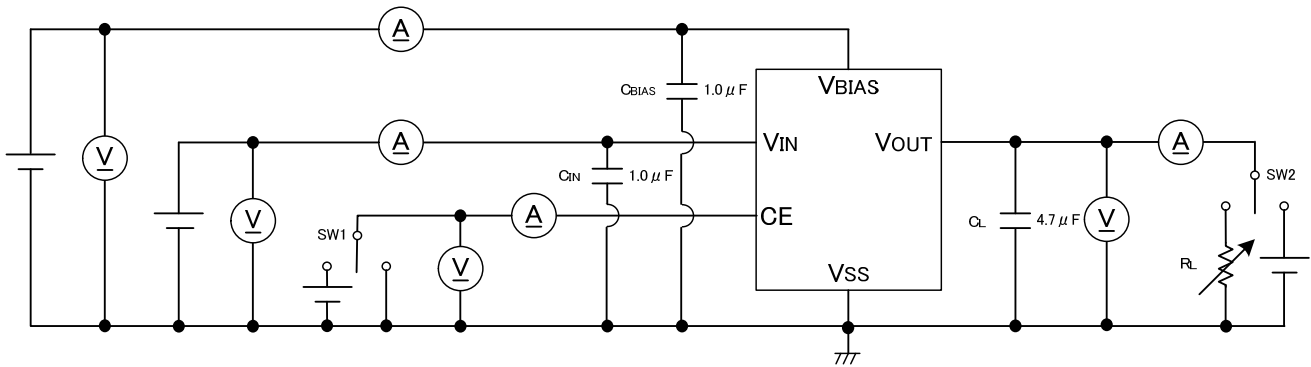 A
CBIAS 1.0μF
VBIAS
V
A
VIN
VOUT
A
V
CIN 1.0μF
SW2
SW1
V
A
CE
CL 4.7μF
V
V
VSS
RL